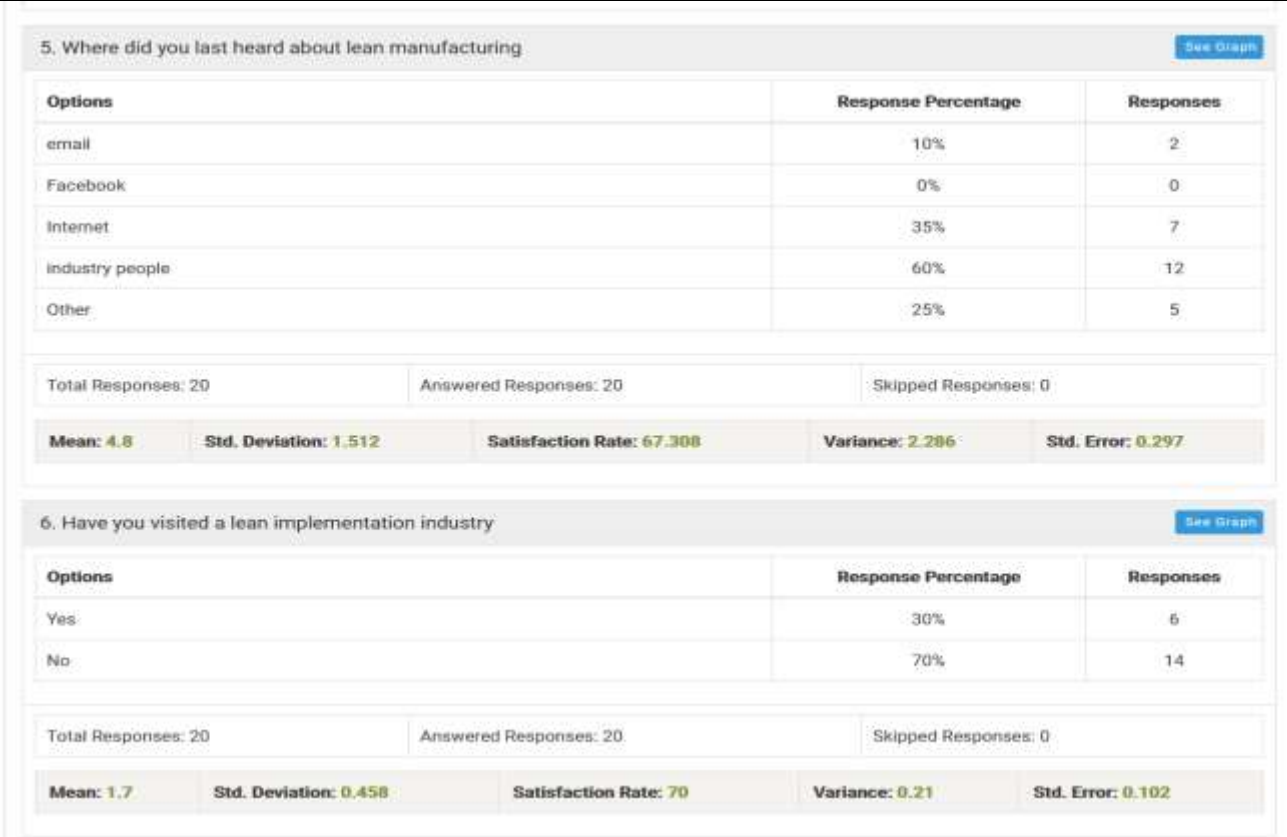 5. Where did you last heard about lean manufacturing See Graph
Options Response Percentage Responses
email 10% 2
Facebook 0% 0
Internet 35% 7
industry people 60% 12
Other 25% 5
Total Responses: 20 Answered Responses: 20 Skipped Responses: 0
Mean: 4.8 Std. Deviation: 1.512 Satisfaction Rate: 67.308 Variance: 2.286 Std. Error: 0.297
6. Have you visited a lean implementation industry See Graph
Options Response Percentage Responses
Yes 30% 6
No 70% 14
Total Responses: 20 Answered Responses: 20 Skipped Responses: 0
Mean: 1.7 Std. Deviation: 0.458 Satisfaction Rate: 70 Variance: 0.21 Std. Error: 0.102